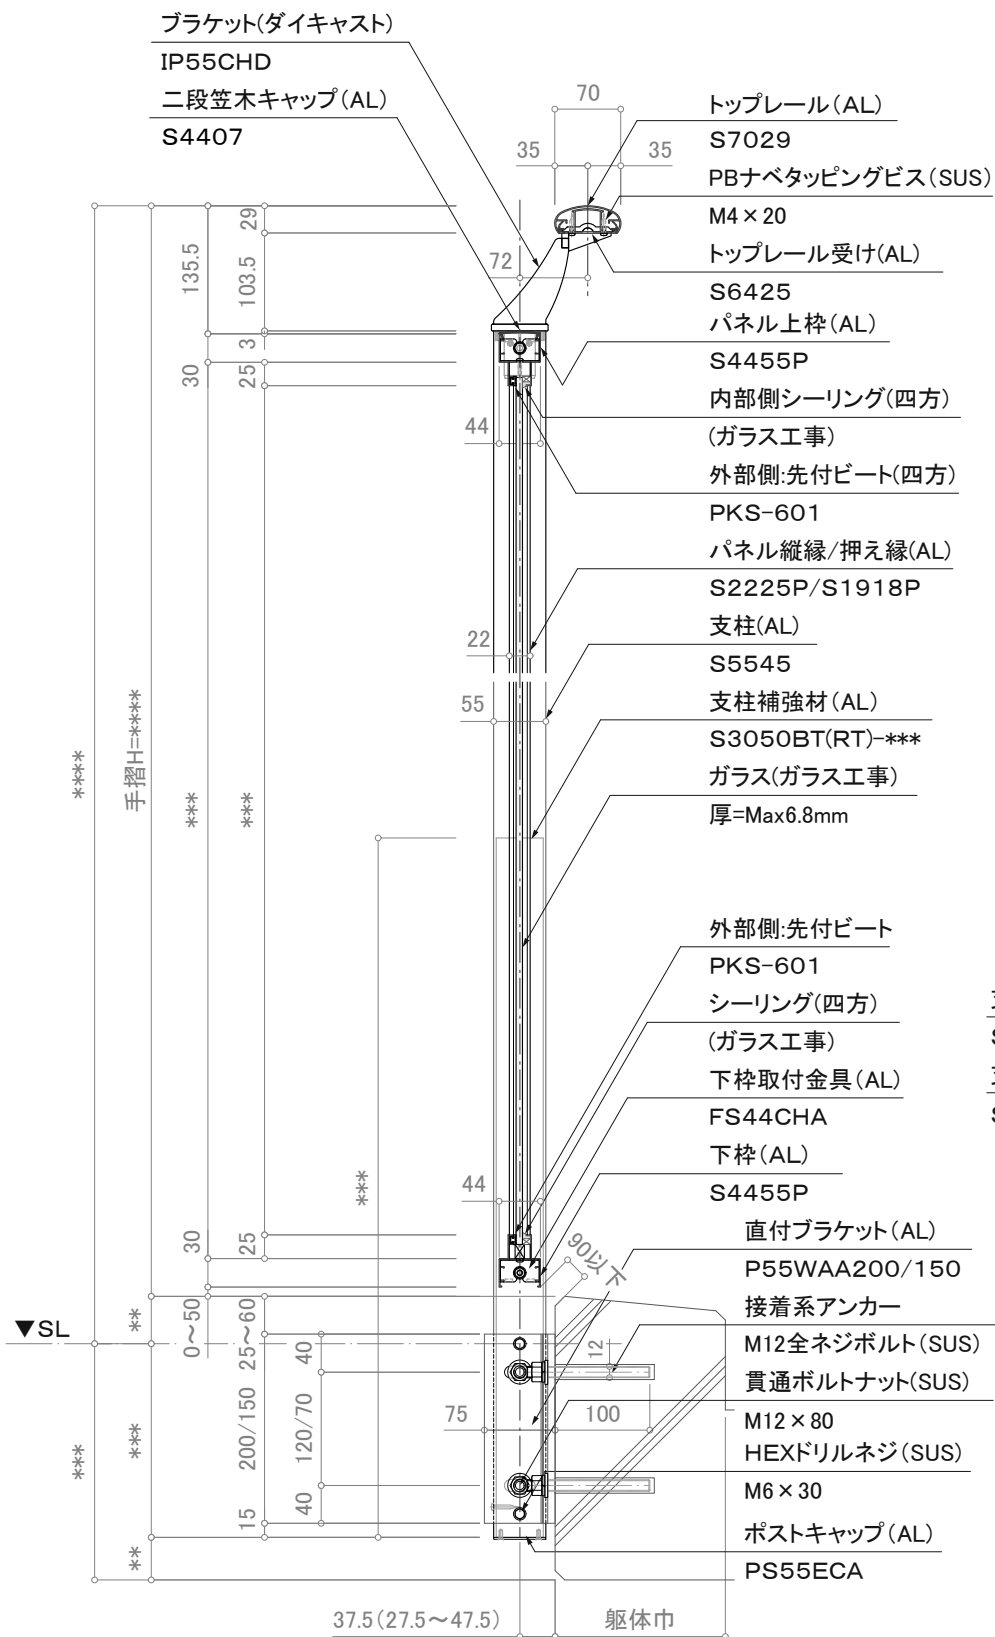 ブラケット(ダイキャスト)
IP55CHD
二段笠木キャップ(AL)
S4407
70
35
35
トップレール(AL)
S7029
PBナベタッピングビス(SUS)
M4×20
トップレール受け(AL)
S6425
パネル上枠(AL)
S4455P
内部側シーリング(四方)
(ガラス工事)
外部側:先付ビート(四方)
PKS-601
パネル縦縁/押え縁(AL)
S2225P/S1918P
支柱(AL)
S5545
支柱補強材(AL)
S3050BT(RT)-***
ガラス(ガラス工事)
厚=Max6.8mm
外部側:先付ビート
PKS-601
シーリング(四方)
(ガラス工事)
下枠取付金具(AL)
FS44CHA
下枠(AL)
S4455P
直付ブラケット(AL)
P55WAA200/150
接着系アンカー
M12全ネジボルト(SUS)
貫通ボルトナット(SUS)
M12×80
HEXドリルネジ(SUS)
M6×30
ポストキャップ(AL)
PS55ECA
29
135.5
103.5
72
3
30
25
44
22
55
****
手摺H=****
***
***
***
44
30
25
90以下
▼SL
**
0～50
25～60
40
12
75
100
***
***
200/150
120/70
40
15
**
37.5(27.5～47.5)
躯体巾